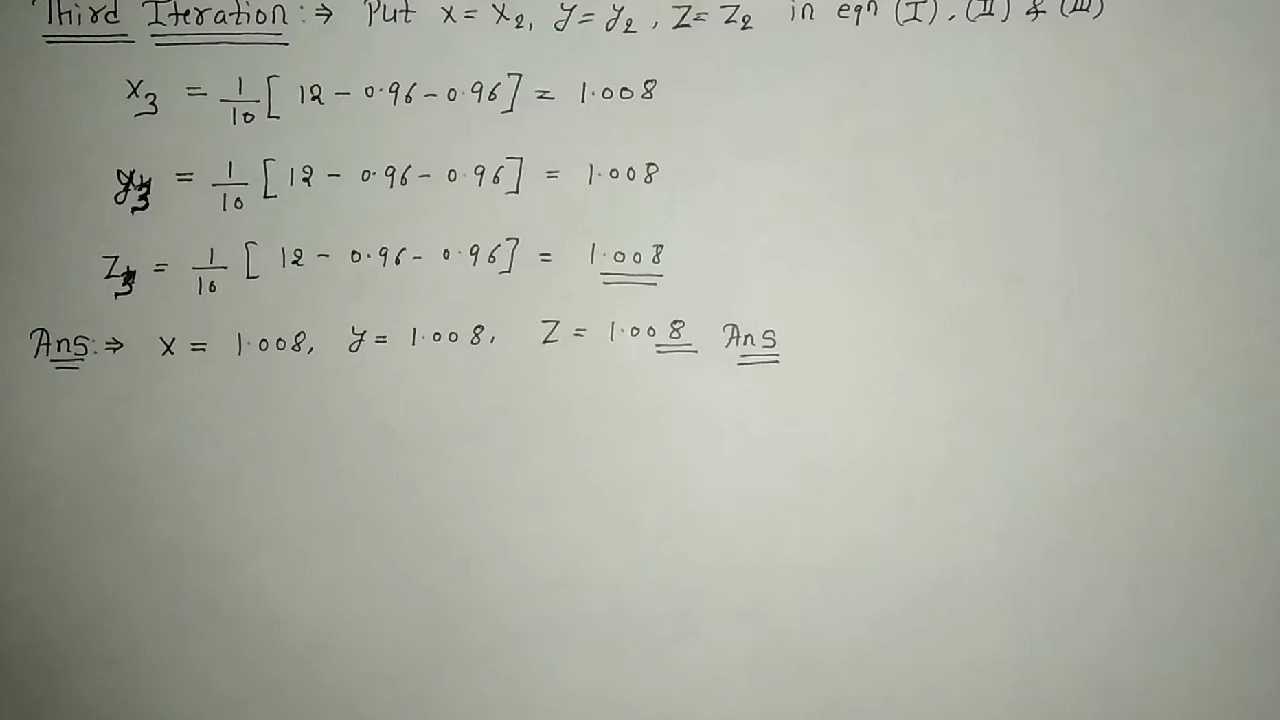 Third Iteration :⇒ Put x = x₂, y = y₂, z = z₂ in eqn (I), (II) & (III)
x₃ = 1/10 [ 12 - 0.96 - 0.96] = 1.008
y₃ = 1/10 [ 12 - 0.96 - 0.96] = 1.008
z₃ = 1/10 [ 12 - 0.96 - 0.96] = 1.008
Ans :⇒ x = 1.008, y = 1.008, z = 1.008 Ans